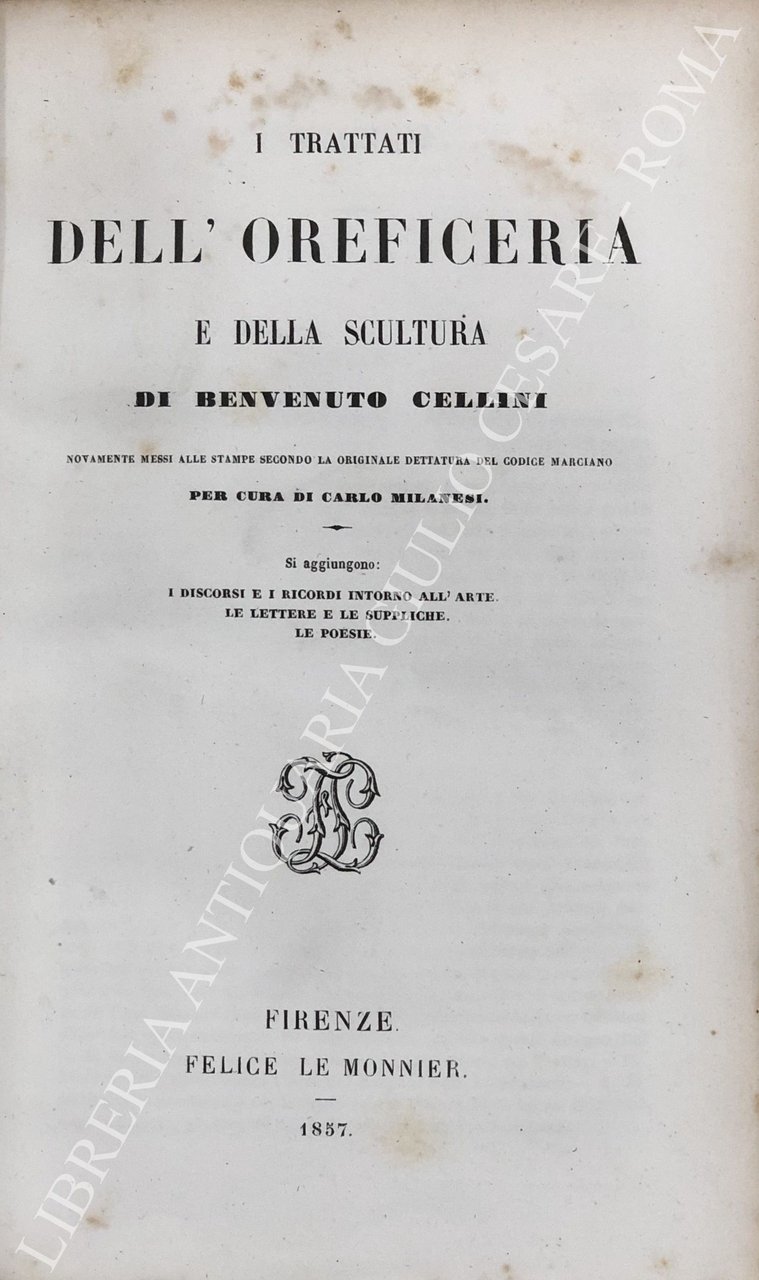 I TRATTATI
DELL' OREFICERIA
E DELLA SCULTURA
DI BENVENUTO CELLINI
NOVAMENTE MESSI ALLE STAMPE SECONDO LA ORIGINALE DETTATURA DEL CODICE MARCIANO
PER CURA DI CARLO MILANESI.
Si aggiungono:
I DISCORSI E I RICORDI INTORNO ALL' ARTE.
LE LETTERE E LE SUPPLICHE.
LE POESIE.
FIRENZE.
FELICE LE MONNIER.
1857.
LIBRERIA ANTIQUARIA GIULIO CESARE - ROMA